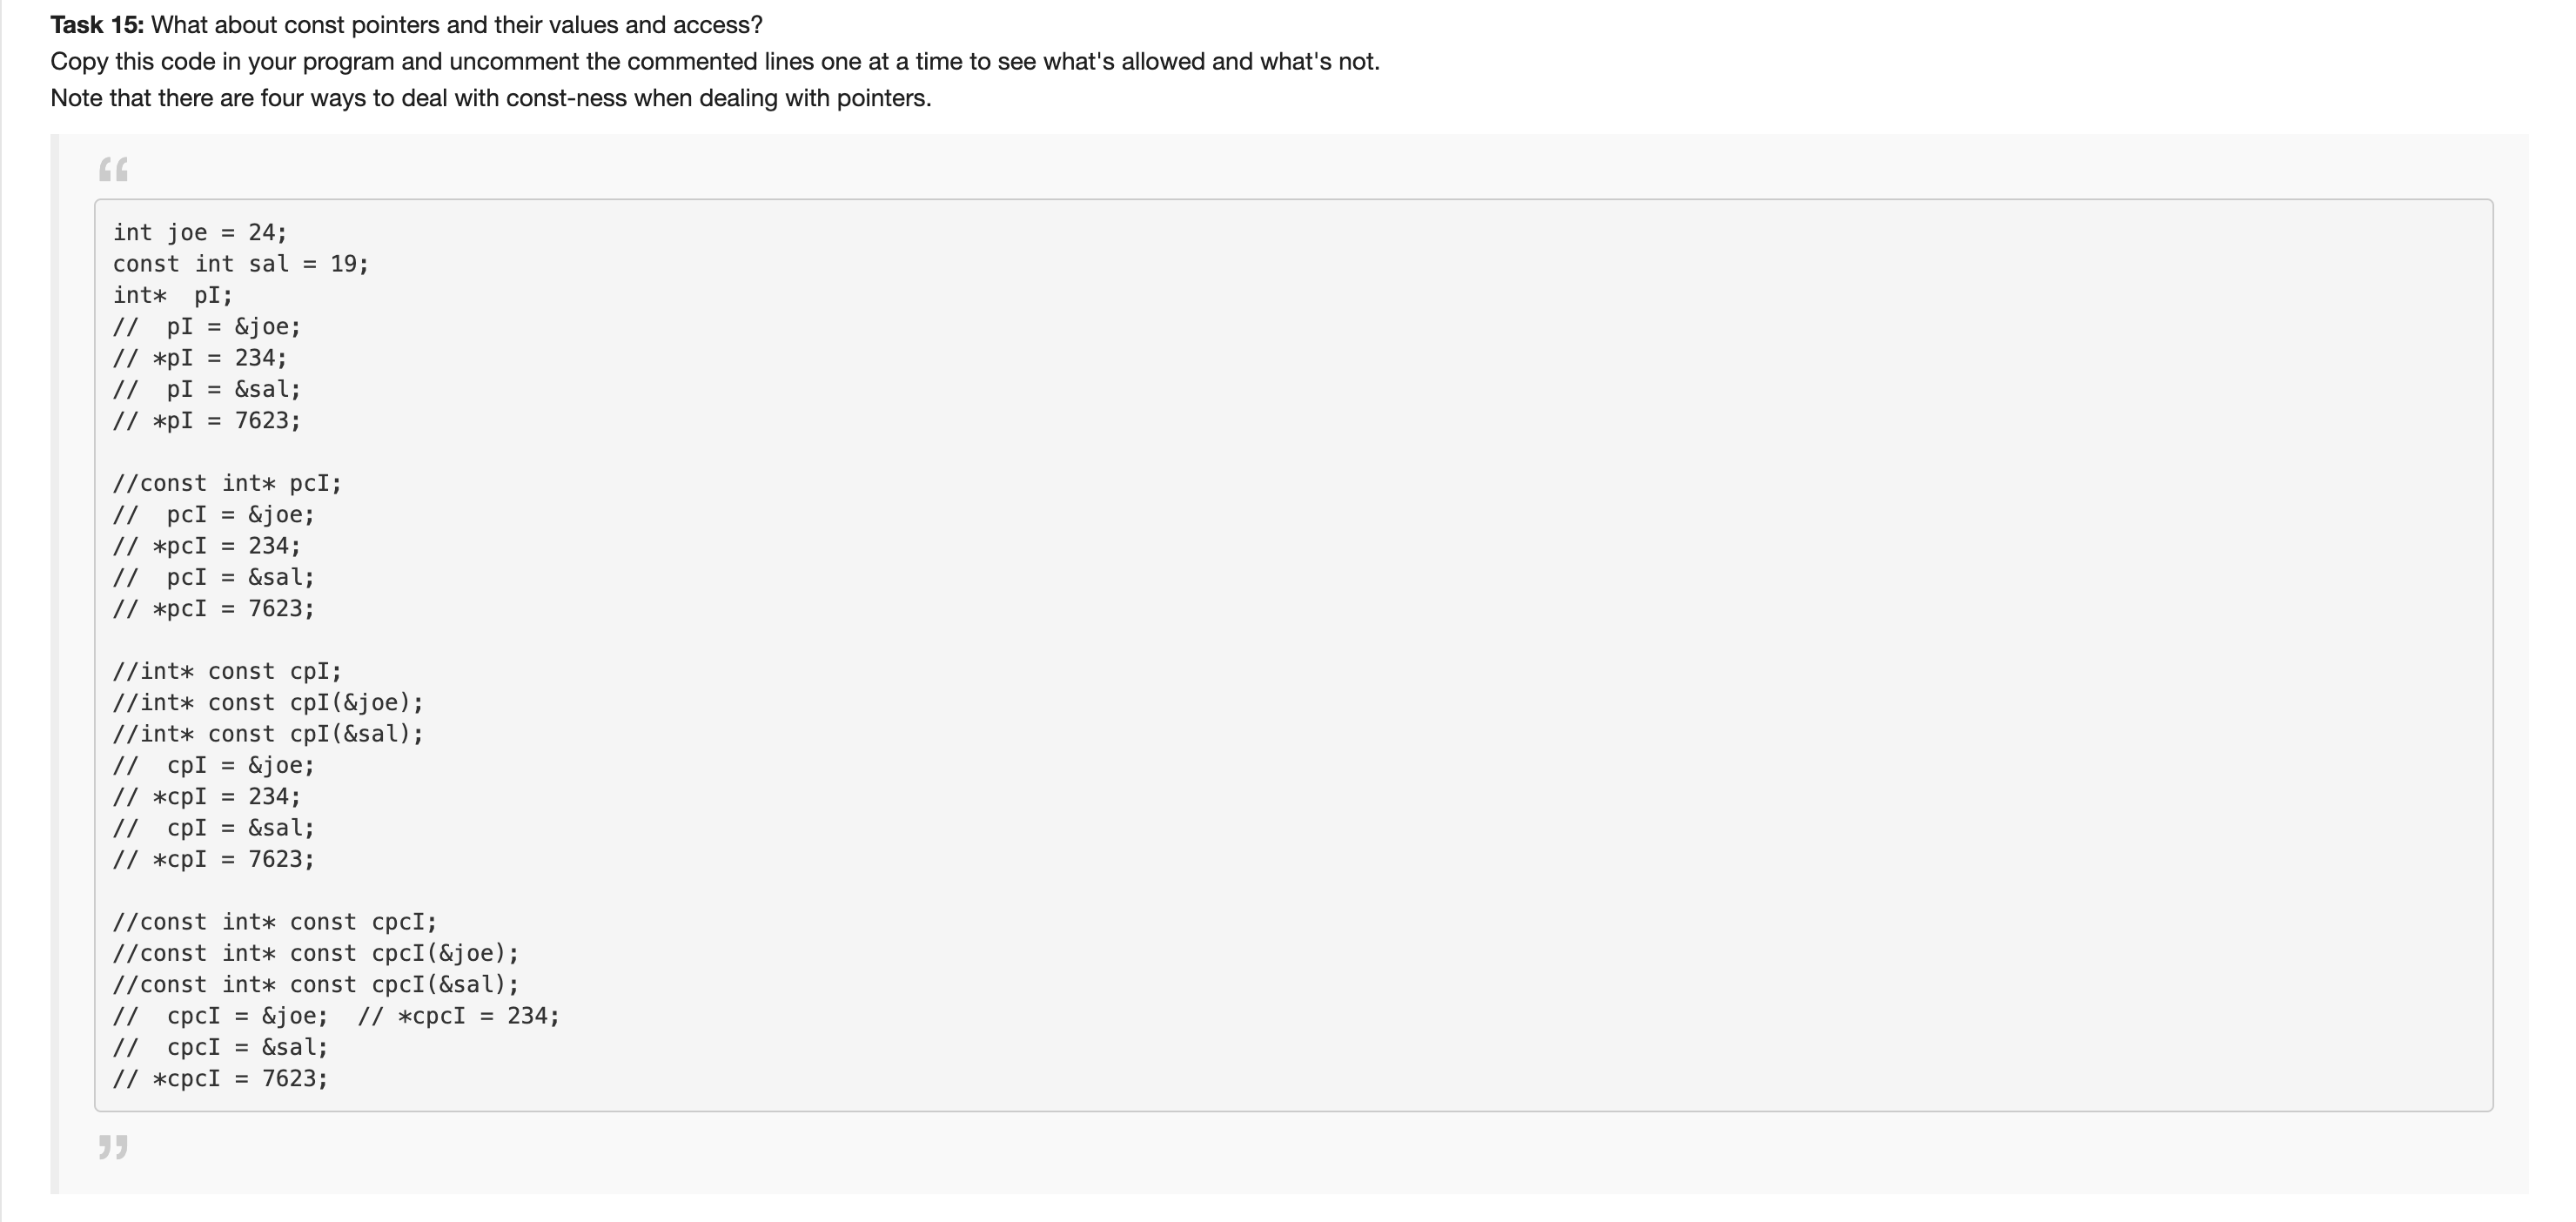 Task 15: What about const pointers and their values and access?
Copy this code in your program and uncomment the commented lines one at a time to see what's allowed and what's not.
Note that there are four ways to deal with const-ness when dealing with pointers.
“
int joe = 24;
const int sal = 19;
int*  pI;
//  pI = &joe;
// *pI = 234;
//  pI = &sal;
// *pI = 7623;

//const int* pcI;
//  pcI = &joe;
// *pcI = 234;
//  pcI = &sal;
// *pcI = 7623;

//int* const cpI;
//int* const cpI(&joe);
//int* const cpI(&sal);
//  cpI = &joe;
// *cpI = 234;
//  cpI = &sal;
// *cpI = 7623;

//const int* const cpcI;
//const int* const cpcI(&joe);
//const int* const cpcI(&sal);
//  cpcI = &joe;  // *cpcI = 234;
//  cpcI = &sal;
// *cpcI = 7623;
”